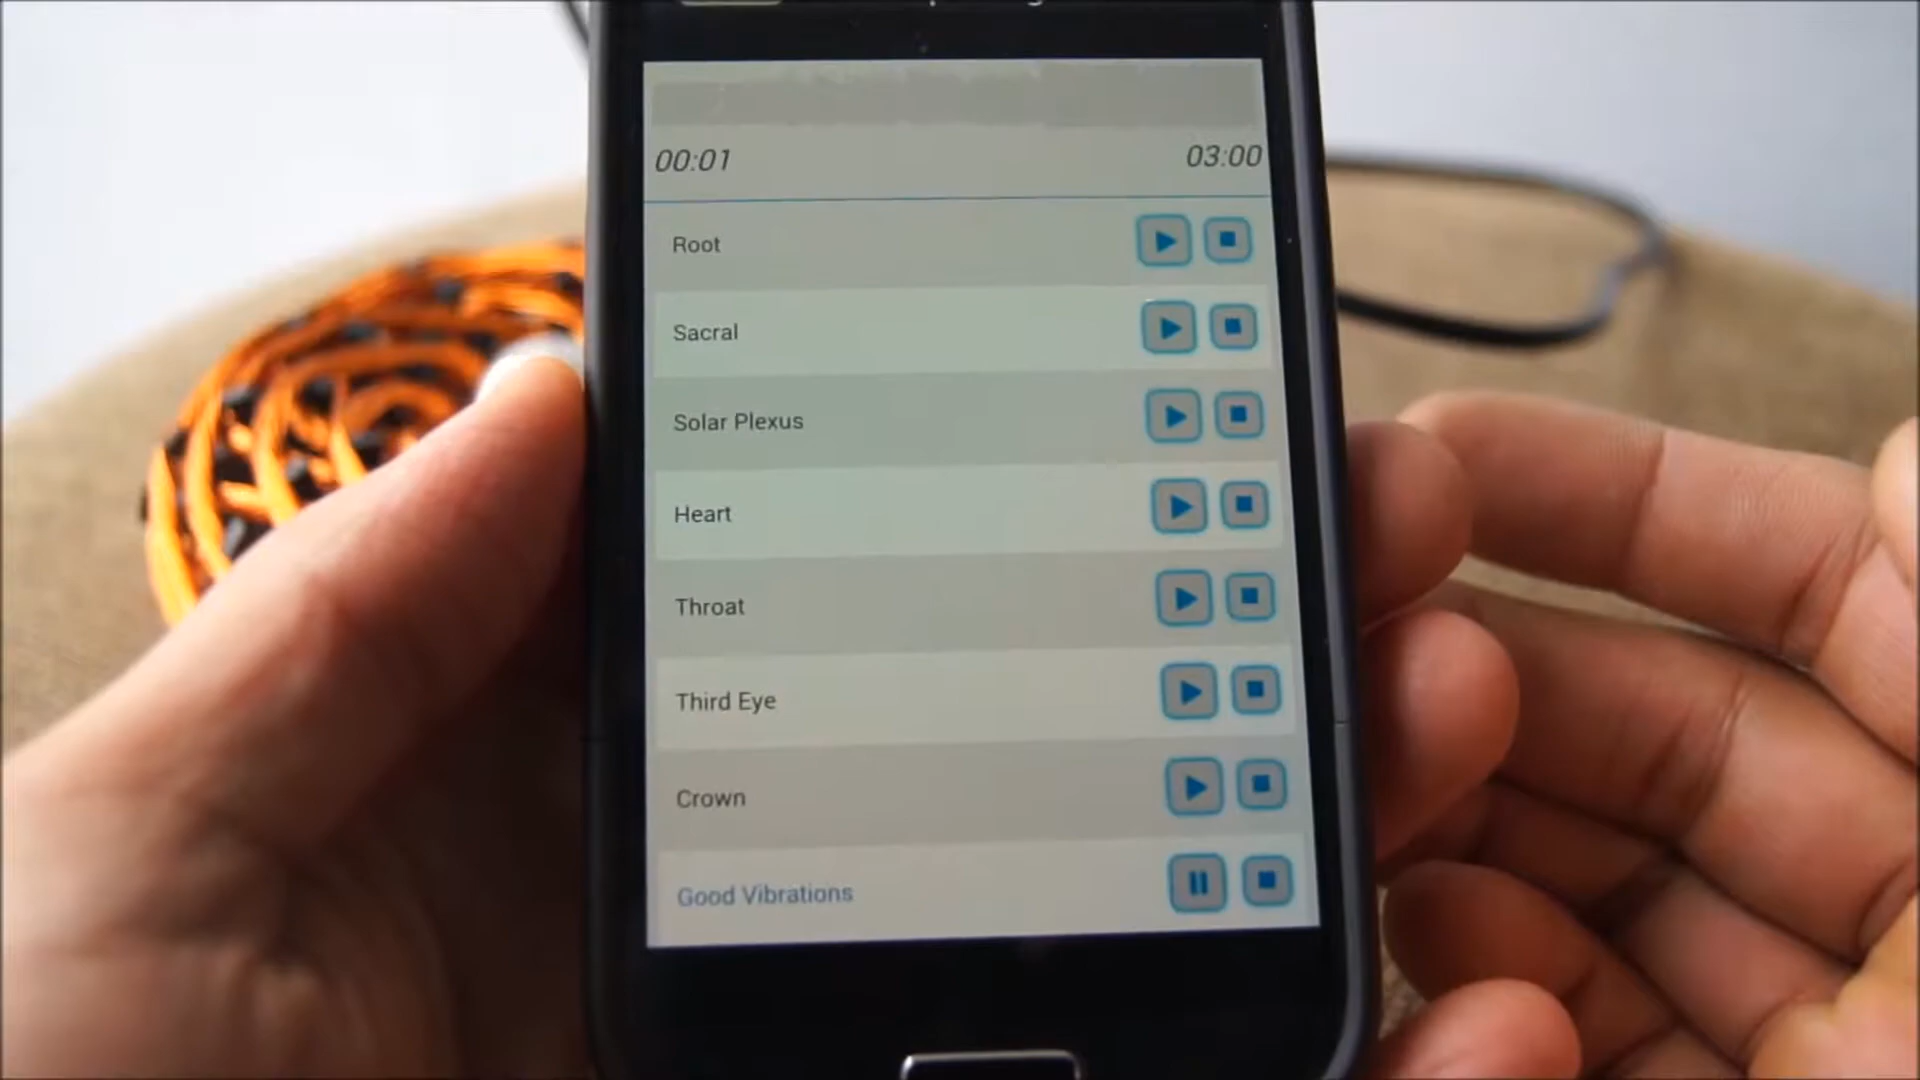 00:01 03:00
Root
Sacral
Solar Plexus
Heart
Throat
Third Eye
Crown
Good Vibrations